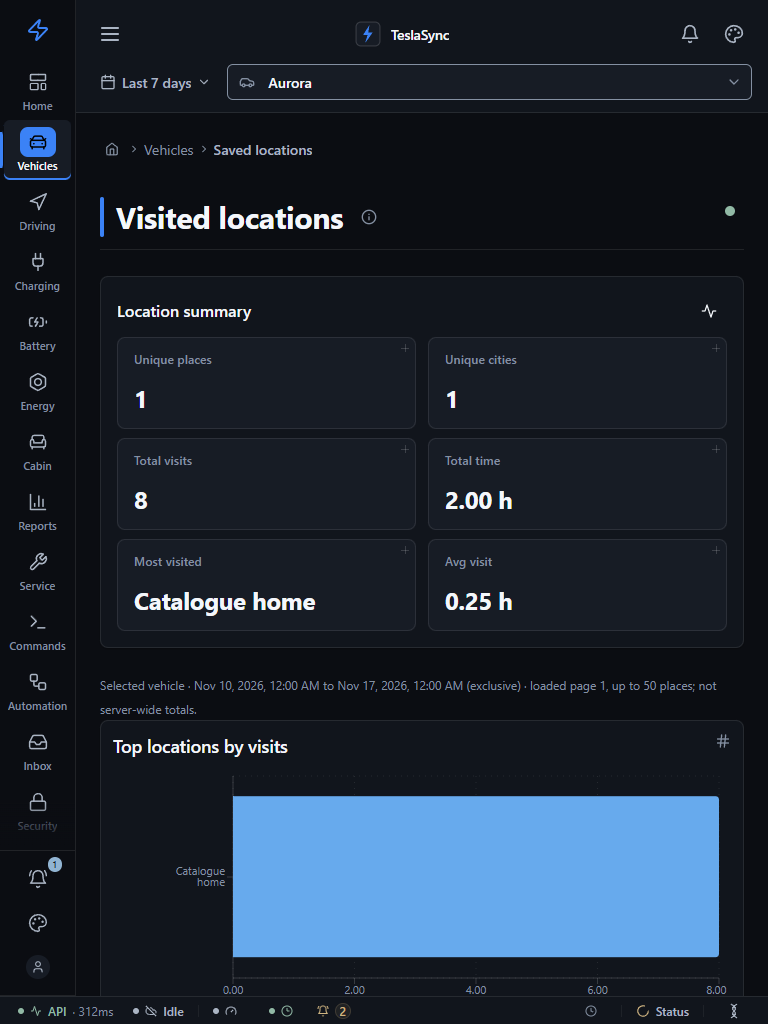 TeslaSync
Last 7 days
Aurora
Home
Vehicles
Driving
Charging
Battery
Energy
Cabin
Reports
Service
Commands
Automation
Inbox
Security
1
Vehicles
Saved locations
Visited locations
Location summary
Unique places
1
Unique cities
1
Total visits
8
Total time
2.00 h
Most visited
Catalogue home
Avg visit
0.25 h
Selected vehicle · Nov 10, 2026, 12:00 AM to Nov 17, 2026, 12:00 AM (exclusive) · loaded page 1, up to 50 places; not
server-wide totals.
Top locations by visits
Catalogue
home
0.00 2.00 4.00 6.00 8.00
API · 312ms
Idle
2
Status